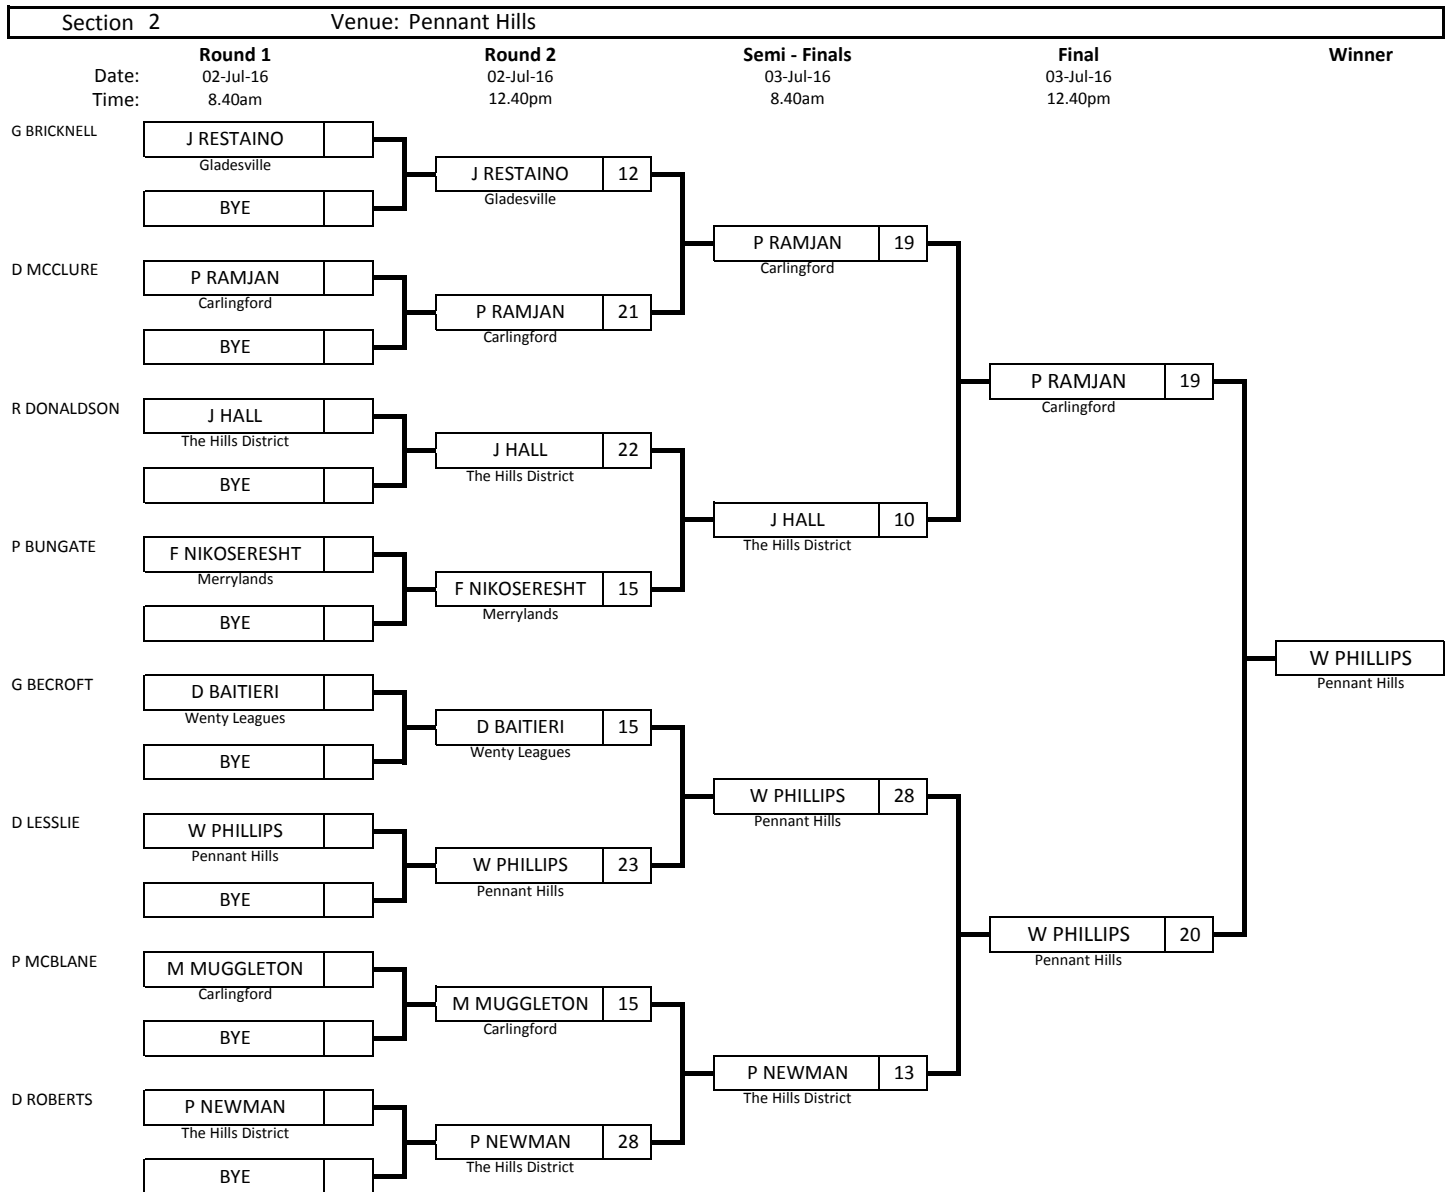 Section 2 Venue: Pennant Hills
Round 1 Round 2 Semi - Finals Final Winner
Date: 02-Jul-16 02-Jul-16 03-Jul-16 03-Jul-16
Time: 8.40am 12.40pm 8.40am 12.40pm
G BRICKNELL
J RESTAINO
Gladesville
J RESTAINO 12
Gladesville
BYE
P RAMJAN 19
Carlingford
D MCCLURE
P RAMJAN
Carlingford
P RAMJAN 21
Carlingford
BYE
P RAMJAN 19
Carlingford
R DONALDSON
J HALL
The Hills District
J HALL 22
The Hills District
BYE
J HALL 10
The Hills District
P BUNGATE
F NIKOSERESHT
Merrylands
F NIKOSERESHT 15
Merrylands
BYE
W PHILLIPS
Pennant Hills
G BECROFT
D BAITIERI
Wenty Leagues
D BAITIERI 15
Wenty Leagues
BYE
W PHILLIPS 28
Pennant Hills
D LESSLIE
W PHILLIPS
Pennant Hills
W PHILLIPS 23
Pennant Hills
BYE
W PHILLIPS 20
Pennant Hills
P MCBLANE
M MUGGLETON
Carlingford
M MUGGLETON 15
Carlingford
BYE
P NEWMAN 13
The Hills District
D ROBERTS
P NEWMAN
The Hills District
P NEWMAN 28
The Hills District
BYE